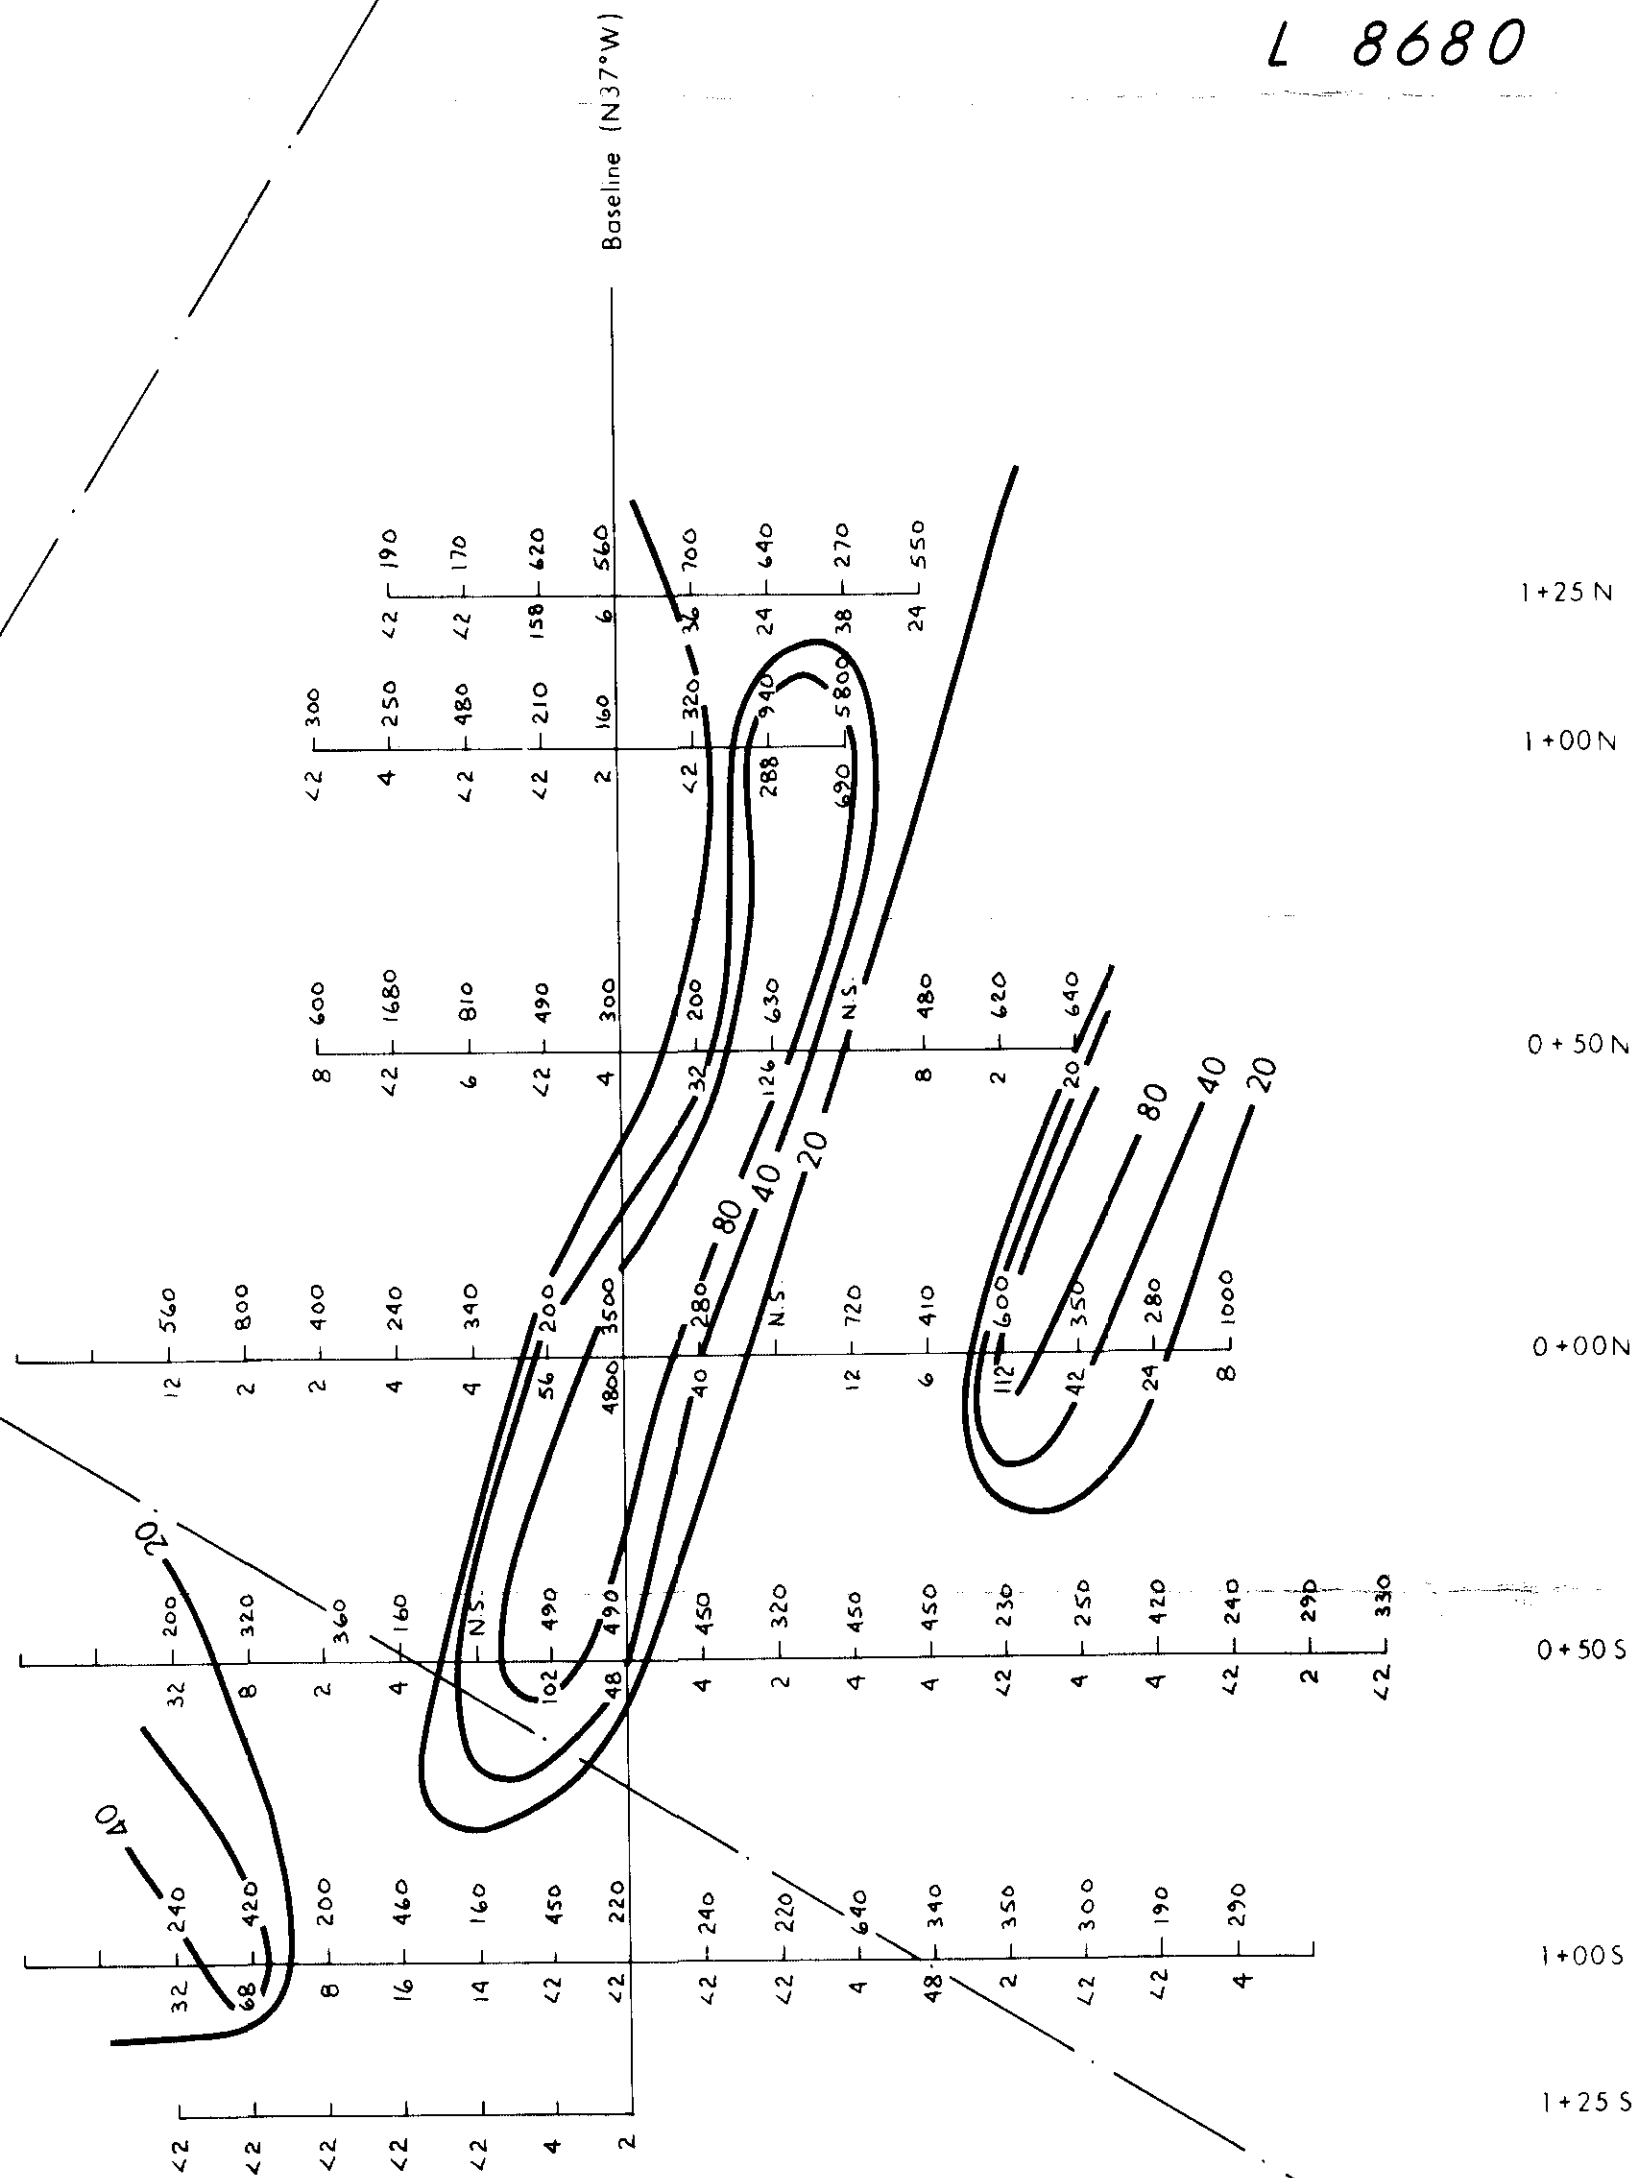 L 8680
Baseline (N37°W)
190 170 620 560 700 640 270 550
1+25 N
<2 <2 158 6 36 24 38 24
300 250 480 210 160 320 940 5800
1+00N
<2 4 <2 <2 2 <2 288 690
600 1680 810 490 300 200 630 N.S. 480 620 640
0+50N
8 42 6 <2 4 32 126 8 2 20
80 40 20
20
40
80
560 800 400 240 340 200 3500 280 N.S. 720 410 600 350 280 1000
0+00N
12 2 2 4 4 56 4800 40 12 6 112 42 24 8
20
200 320 360 160 N.S. 490 490 450 320 450 450 230 250 420 240 290 330
0+50S
32 8 2 4 102 48 4 2 4 4 <2 4 4 <2 2 <2
40
240 420 200 460 160 450 220 240 220 640 340 350 300 190 290
1+00S
32 68 8 16 14 <2 <2 <2 <2 4 48 2 <2 <2 4
1+25 S
<2 <2 <2 <2 <2 4 2